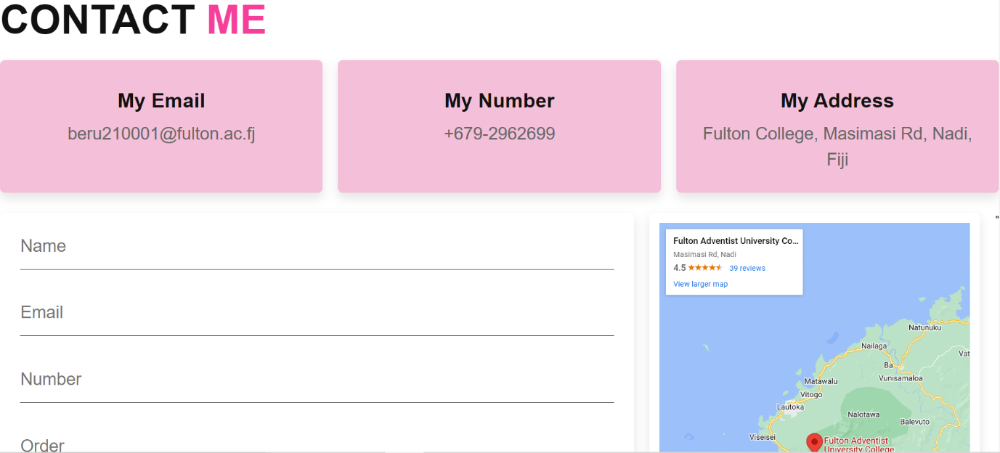 CONTACT ME
My Email
beru210001@fulton.ac.fj
My Number
+679-2962699
My Address
Fulton College, Masimasi Rd, Nadi,
Fiji
Name
Email
Number
Order
"
Fulton Adventist University Co...
Masimasi Rd, Nadi
4.5 39 reviews
View larger map
Natunuku
Nailaga
Vat
Ba
Vunisamoloa
Matawalu
Vitogo
Lautoka
Nalotawa
Balevuto
Viseisei
Fulton Adventist
University College